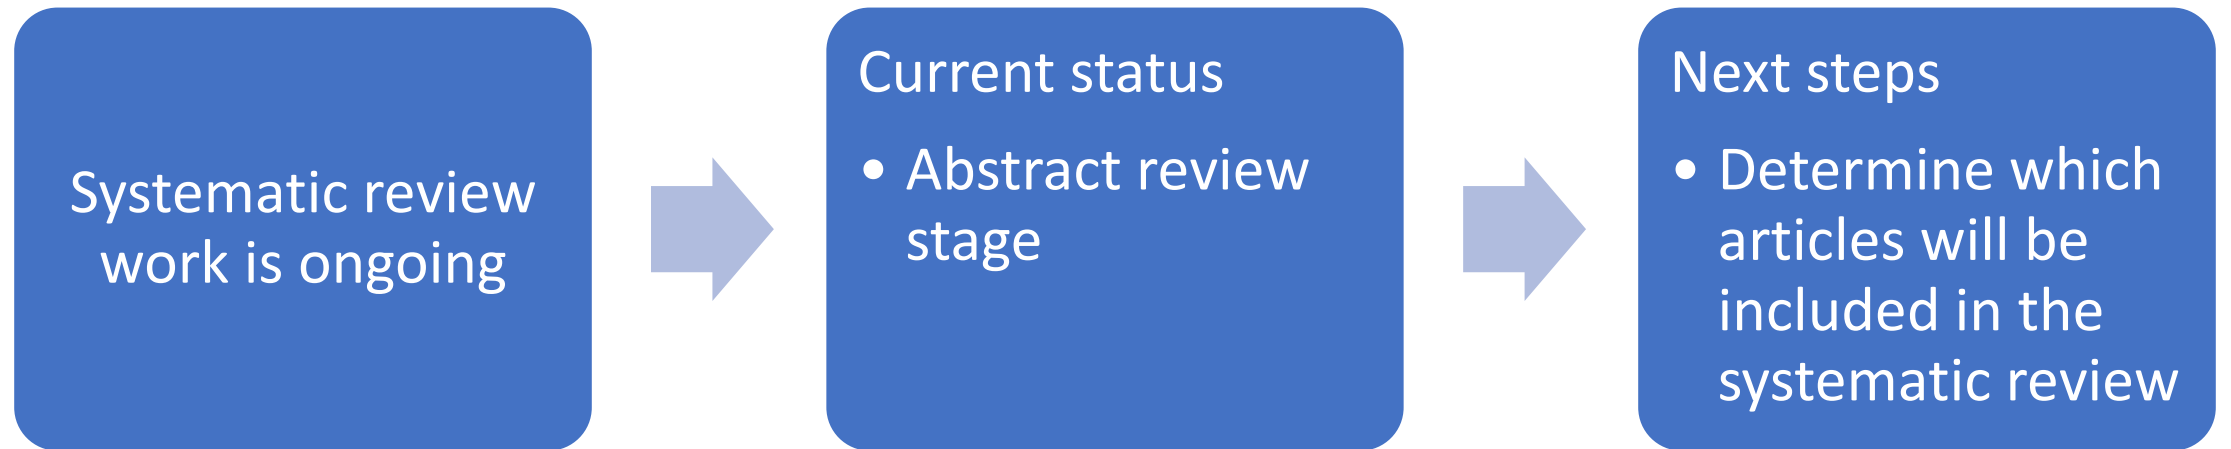 Systematic review
work is ongoing
Current status
• Abstract review
stage
Next steps
• Determine which
articles will be
included in the
systematic review